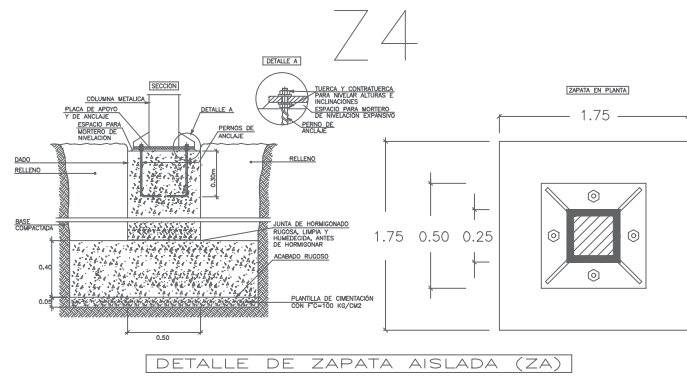 Z4
DETALLE A
SECCIÓN
ZAPATA EN PLANTA
COLUMNA METALICA
PLACA DE APOYO
Y DE ANCLAJE
ESPACIO PARA
MORTERO DE
NIVELACION
DETALLE A
PERNOS DE
ANCLAJE
TUERCA Y CONTRATUERCA
PARA NIVELAR ALTURAS E
INCLINACIONES
ESPACIO PARA MORTERO
DE NIVELACION EXPANSIVO
PERNO DE
ANCLAJE
1.75
DADO
RELLENO
RELLENO
0.30m
BASE
COMPACTADA
JUNTA DE HORMIGONADO
RUGOSA, LIMPIA Y
HUMEDECIDA, ANTES
DE HORMIGONAR
1.75
0.50
0.25
ACABADO RUGOSO
0.40
0.05
PLANTILLA DE CIMENTACIÓN
CON F'C=100 KG/CM2
0.50
DETALLE DE ZAPATA AISLADA (ZA)